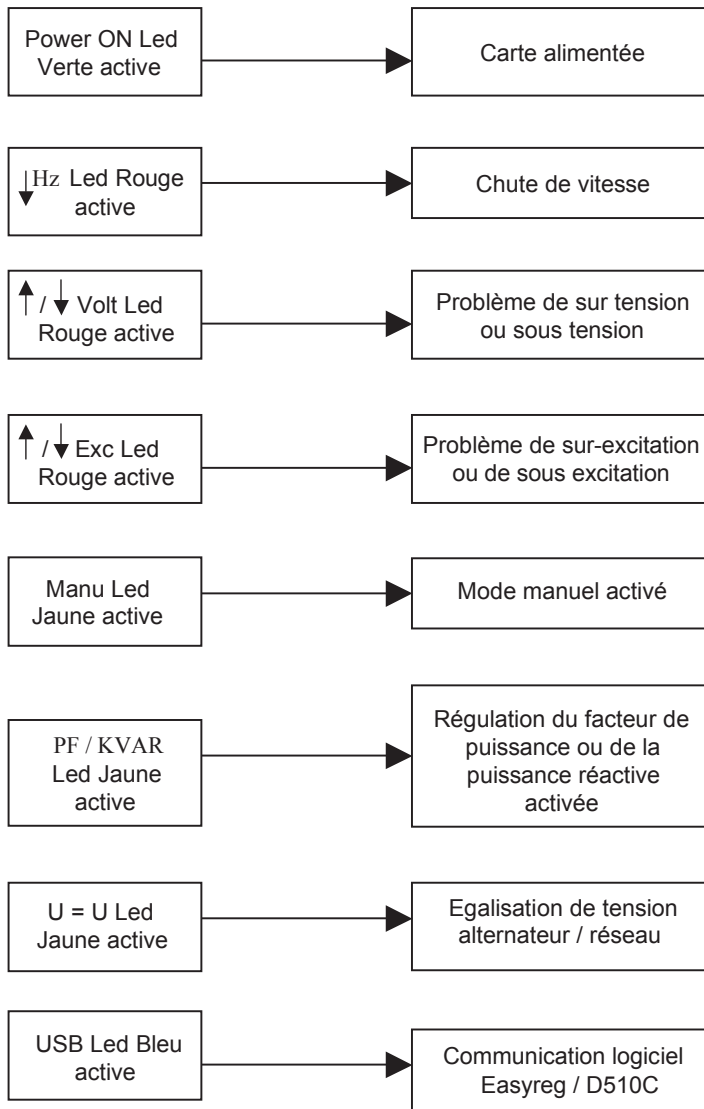 Power ON Led
Verte active
Carte alimentée
↓Hz Led Rouge
active
Chute de vitesse
↑ / ↓ Volt Led
Rouge active
Problème de sur tension
ou sous tension
↑ / ↓ Exc Led
Rouge active
Problème de sur-excitation
ou de sous excitation
Manu Led
Jaune active
Mode manuel activé
PF / KVAR
Led Jaune
active
Régulation du facteur de
puissance ou de la
puissance réactive
activée
U = U Led
Jaune active
Egalisation de tension
alternateur / réseau
USB Led Bleu
active
Communication logiciel
Easyreg / D510C